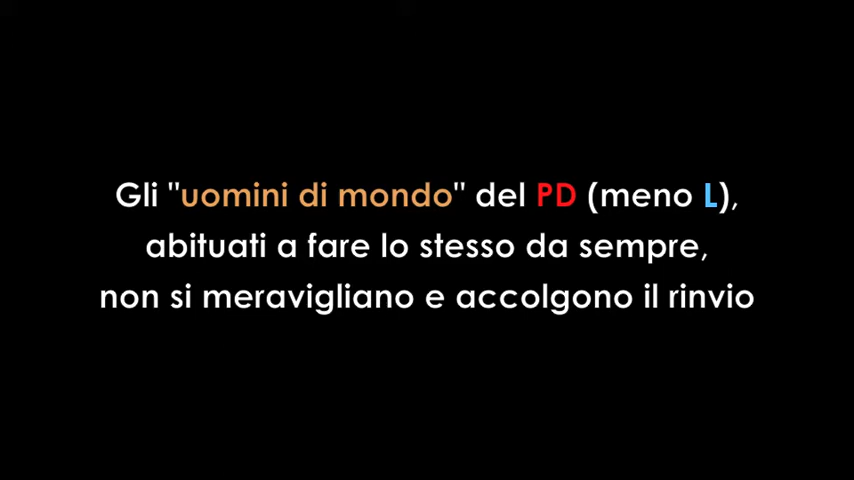 Gli "uomini di mondo" del PD (meno L),
abituati a fare lo stesso da sempre,
non si meravigliano e accolgono il rinvio